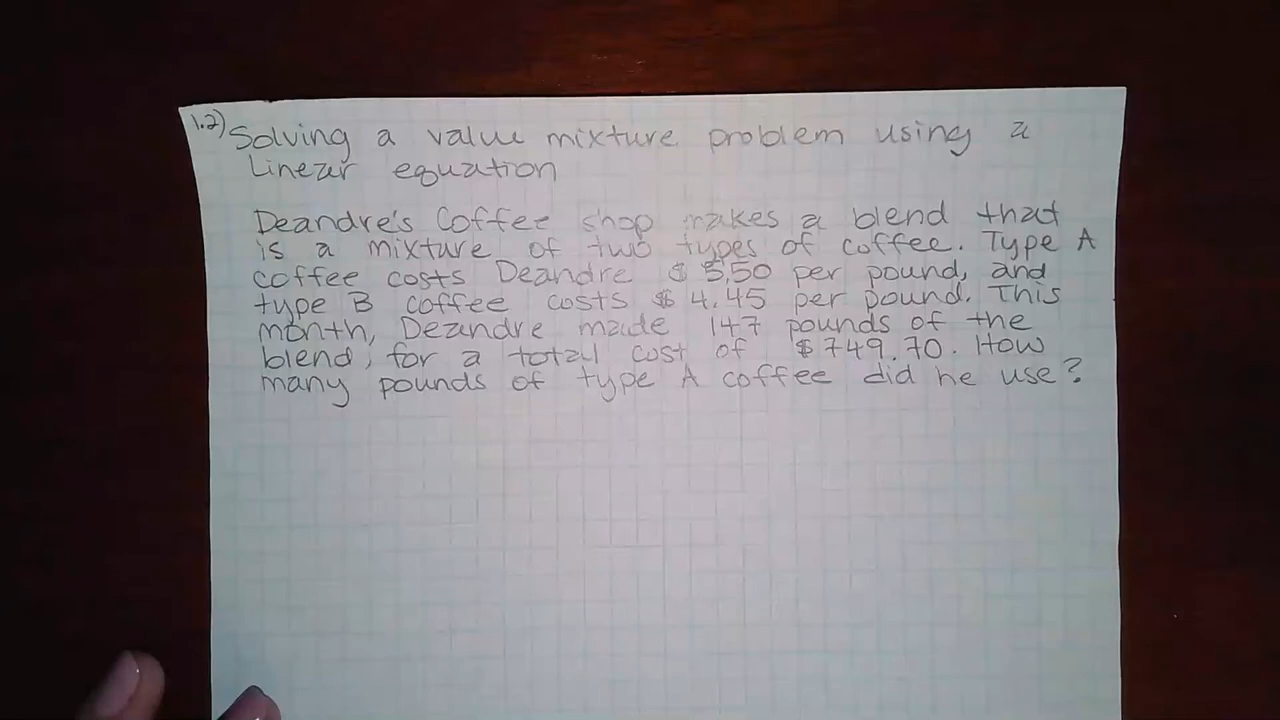 1.2) Solving a value mixture problem using a
Linear equation
Deandre's Coffee shop makes a blend that
is a mixture of two types of coffee. Type A
coffee costs Deandre $5.50 per pound, and
type B coffee costs $4.45 per pound. This
month, Deandre made 147 pounds of the
blend, for a total cost of $749.70. How
many pounds of type A coffee did he use?